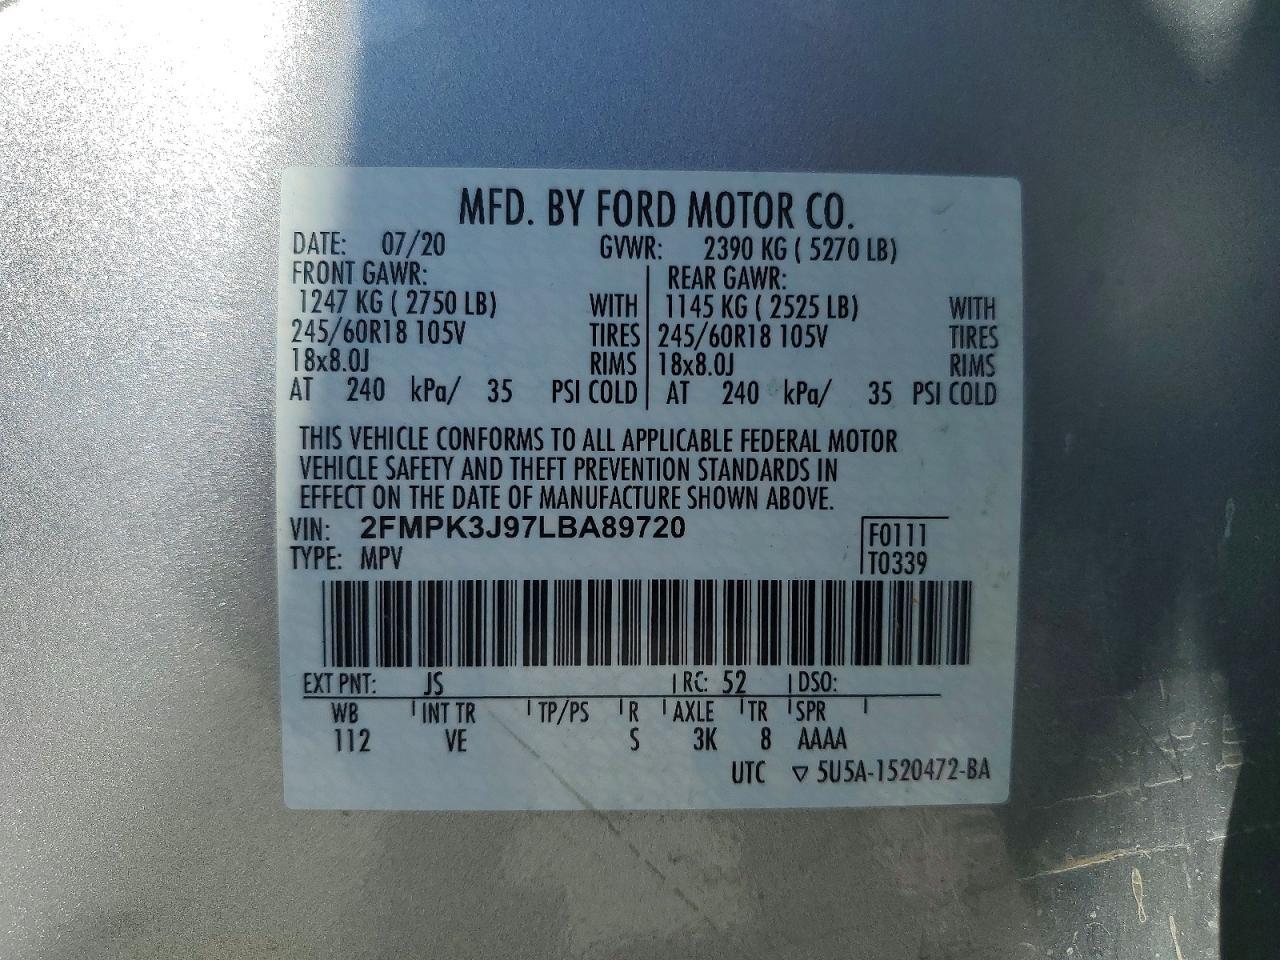 MFD. BY FORD MOTOR CO.
DATE: 07/20 GVWR: 2390 KG ( 5270 LB)
FRONT GAWR: REAR GAWR:
1247 KG ( 2750 LB) WITH 1145 KG ( 2525 LB) WITH
245/60R18 105V TIRES 245/60R18 105V TIRES
18x8.0J RIMS 18x8.0J RIMS
AT 240 kPa/ 35 PSI COLD AT 240 kPa/ 35 PSI COLD
THIS VEHICLE CONFORMS TO ALL APPLICABLE FEDERAL MOTOR
VEHICLE SAFETY AND THEFT PREVENTION STANDARDS IN
EFFECT ON THE DATE OF MANUFACTURE SHOWN ABOVE.
VIN: 2FMPK3J97LBA89720 F0111
TYPE: MPV T0339
EXT PNT: JS RC: 52 DSO:
WB INT TR TP/PS R AXLE TR SPR
112 VE S 3K 8 AAAA
UTC ▽ 5U5A-1520472-BA